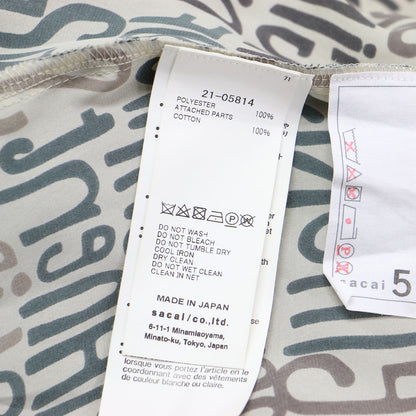 71
21-05814
POLYESTER 100%
ATTACHED PARTS
COTTON 100%
DO NOT WASH
DO NOT BLEACH
DO NOT TUMBLE DRY
COOL IRON
DRY CLEAN
DO NOT WET CLEAN
CLEAN IN NET
MADE IN JAPAN
sacai/co.,ltd.
6-11-1 Minamiaoyama,
Minato-ku, Tokyo, Japan
lorsque vous portez l'article en le
coordonnant avec des vêtements
de couleur blanche ou claire.
sacai 5